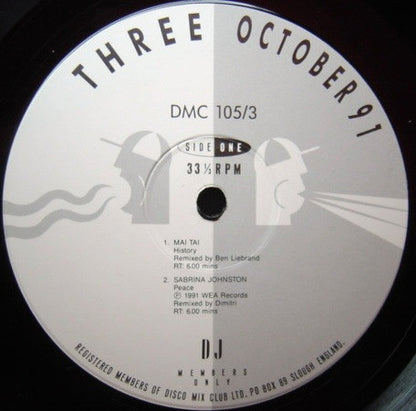 THREE OCTOBER 91
DMC 105/3
SIDE ONE
33 ⅓ RPM
1. MAI TAI
History
Remixed by Ben Liebrand
RT: 6.00 mins
2. SABRINA JOHNSTON
Peace
℗ 1991 WEA Records
Remixed by Dimitri
RT: 6.00 mins
DJ
MEMBERS
ONLY
REGISTERED MEMBERS OF DISCO MIX CLUB LTD. PO BOX 89 SLOUGH ENGLAND.